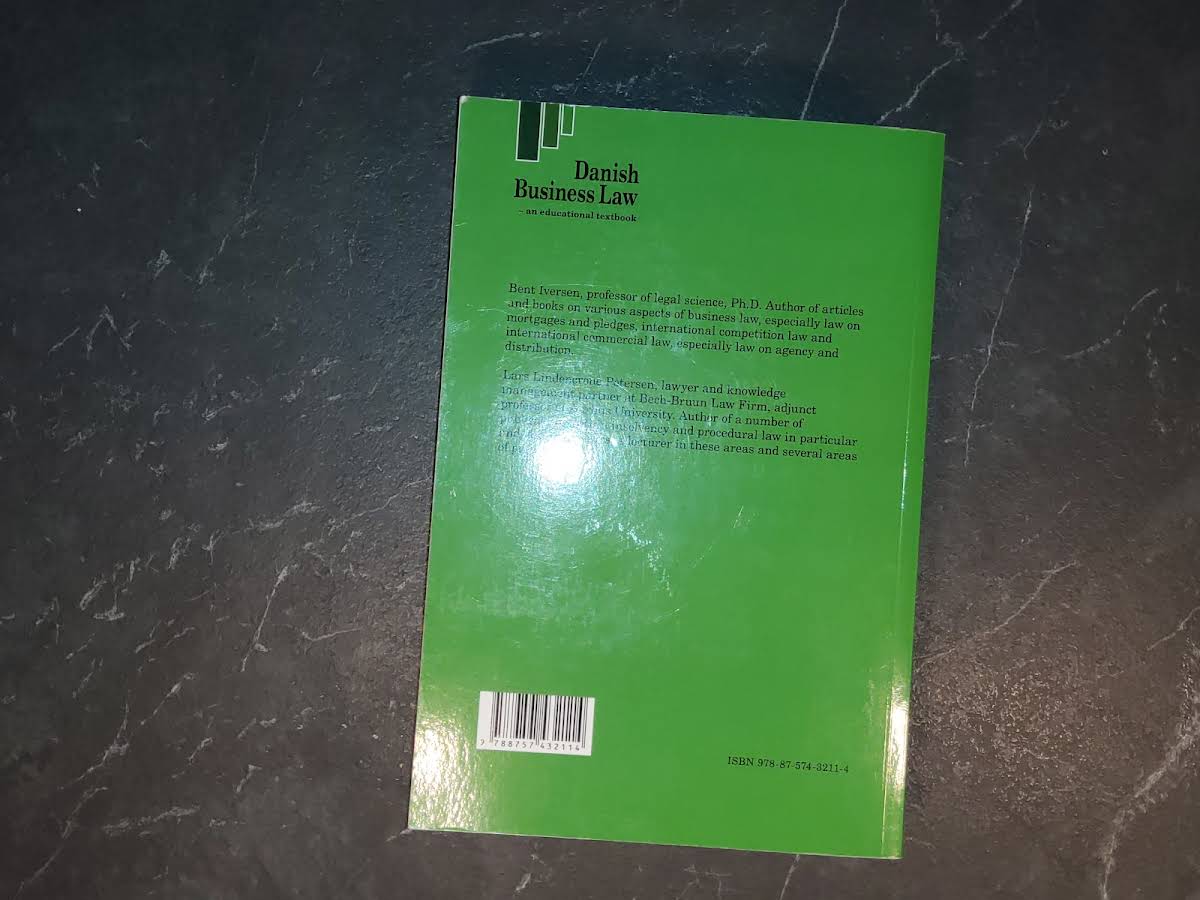 Danish
Business Law
– an educational textbook
Bent Iversen, professor of legal science, Ph.D. Author of articles
and books on various aspects of business law, especially law on
mortgages and pledges, international competition law and
international commercial law, especially law on agency and
distribution.
Lars Lindencrone Petersen, lawyer and knowledge
management partner at Bech-Bruun Law Firm, adjunct
University. Author of a number of
insolvency and procedural law in particular
lecturer in these areas and several areas
of
9 788757 432114
ISBN 978-87-574-3211-4